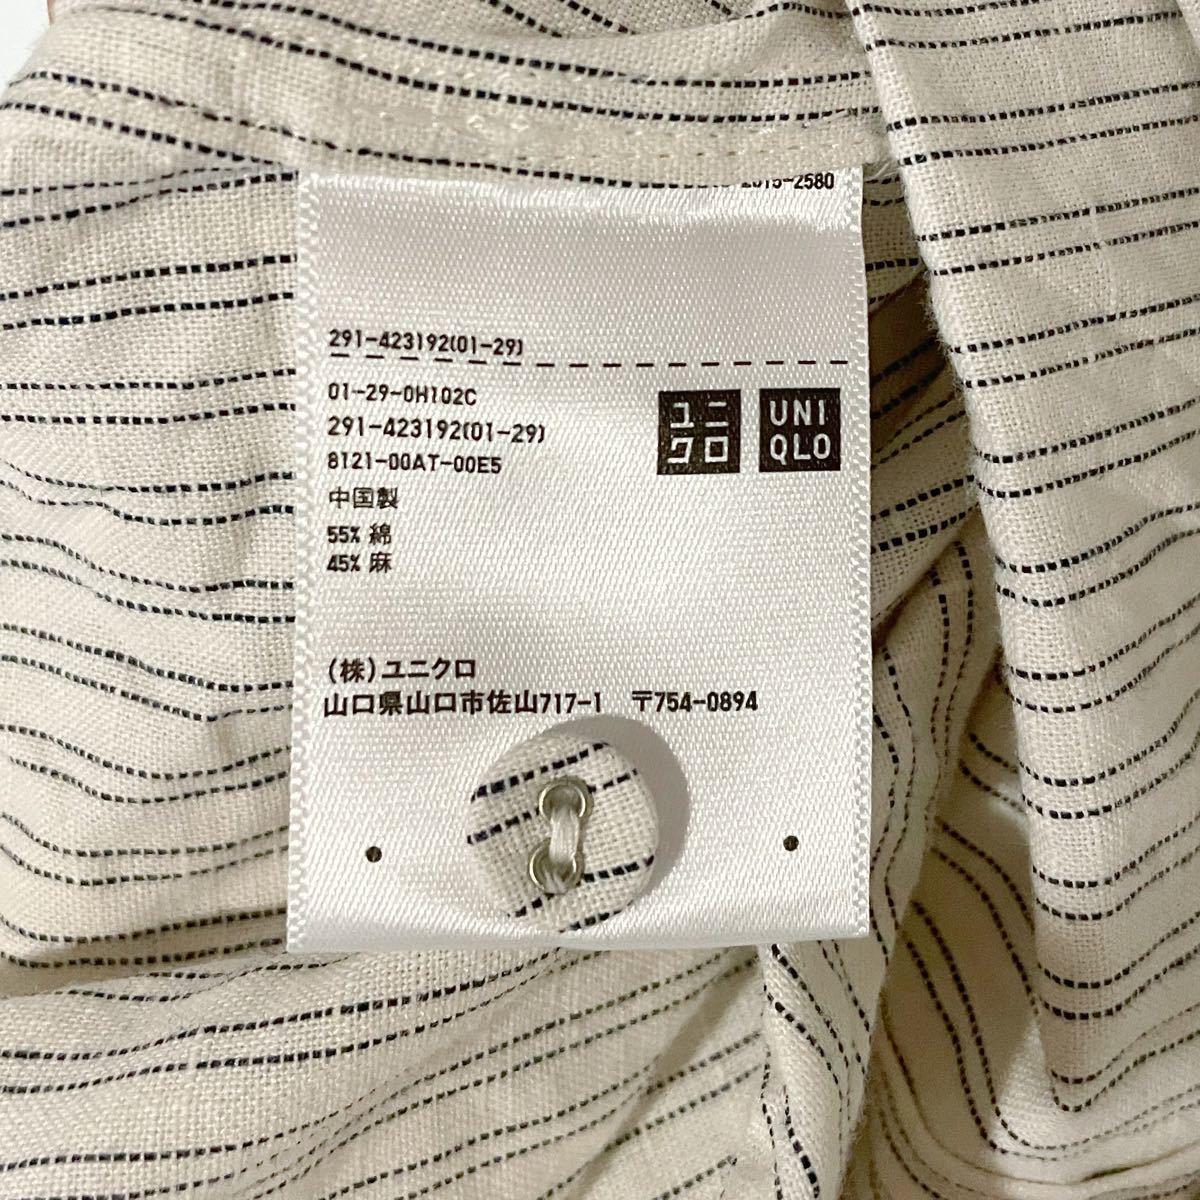 291-423192(01-29)
01-29-0H102C
291-423192(01-29)
8121-00AT-00E5
中国製
55% 綿
45% 麻
ユニ
クロ
UNI
QLO
(株)ユニクロ
山口県山口市佐山717-1 〒754-0894